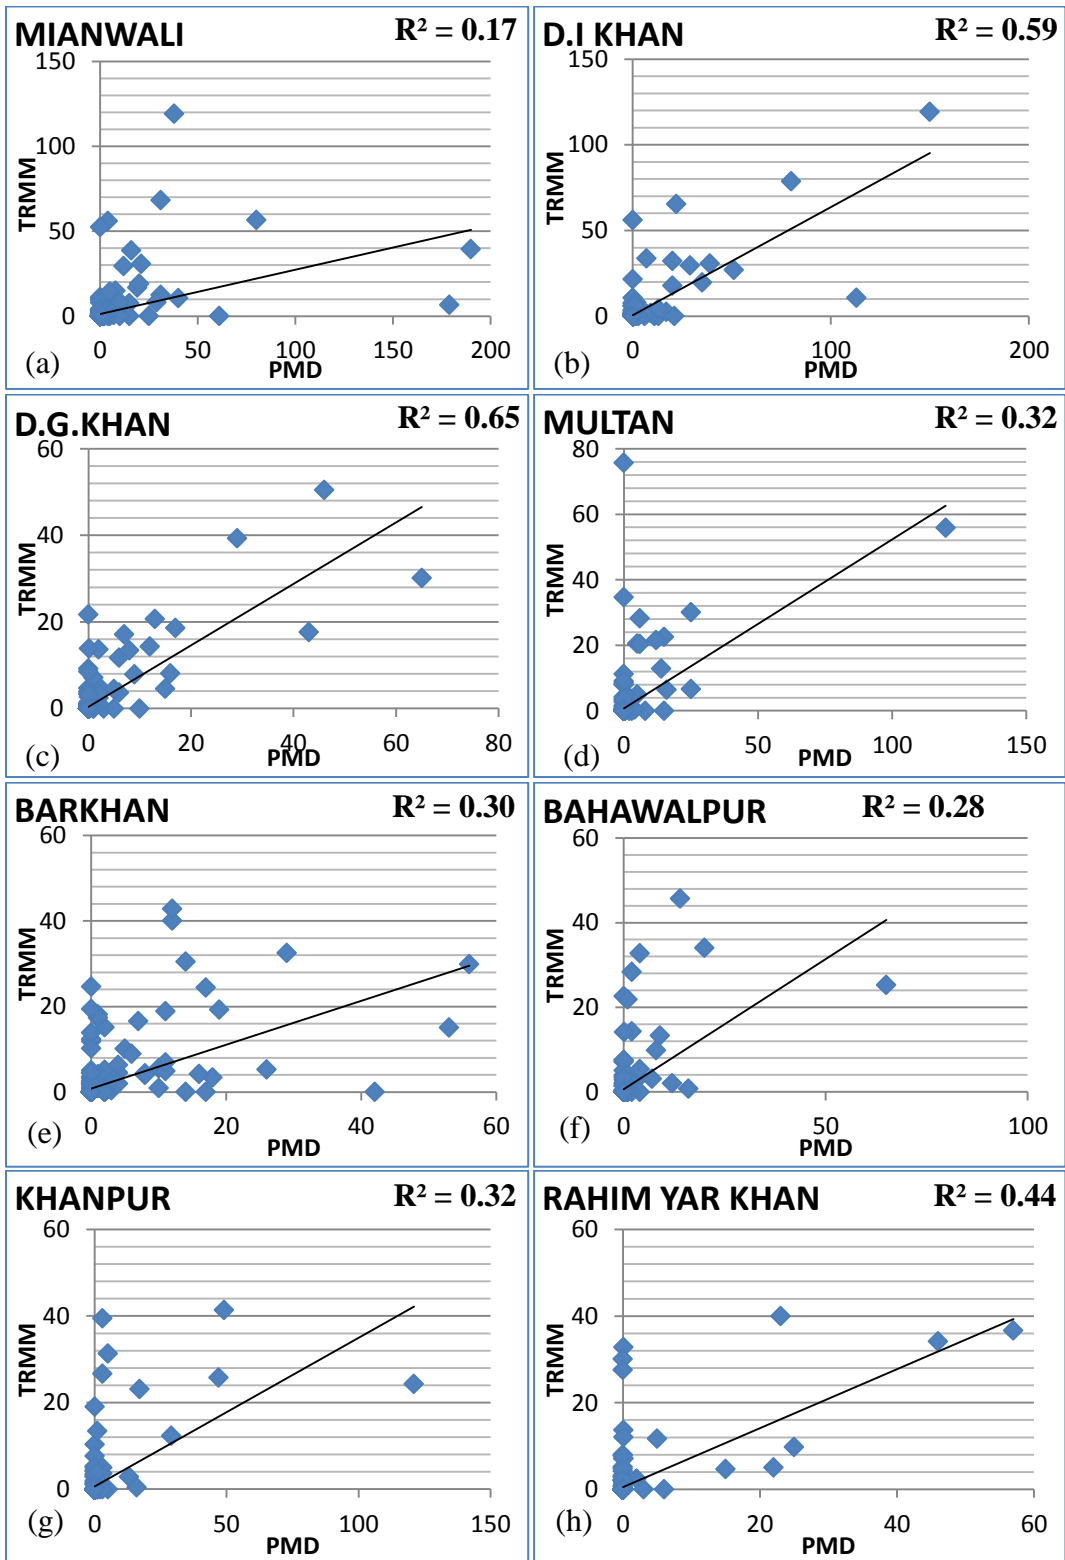 MIANWALI R² = 0.17
150
100
50
0
TRMM
0 50 100 150 200
PMD
(a)
D.I KHAN R² = 0.59
150
100
50
0
TRMM
0 100 200
PMD
(b)
D.G.KHAN R² = 0.65
60
40
20
0
TRMM
0 20 40 60 80
PMD
(c)
MULTAN R² = 0.32
80
60
40
20
0
TRMM
0 50 100 150
PMD
(d)
BARKHAN R² = 0.30
60
40
20
0
TRMM
0 20 40 60
PMD
(e)
BAHAWALPUR R² = 0.28
60
40
20
0
TRMM
0 50 100
PMD
(f)
KHANPUR R² = 0.32
60
40
20
0
TRMM
0 50 100 150
PMD
(g)
RAHIM YAR KHAN R² = 0.44
60
40
20
0
TRMM
0 20 40 60
PMD
(h)